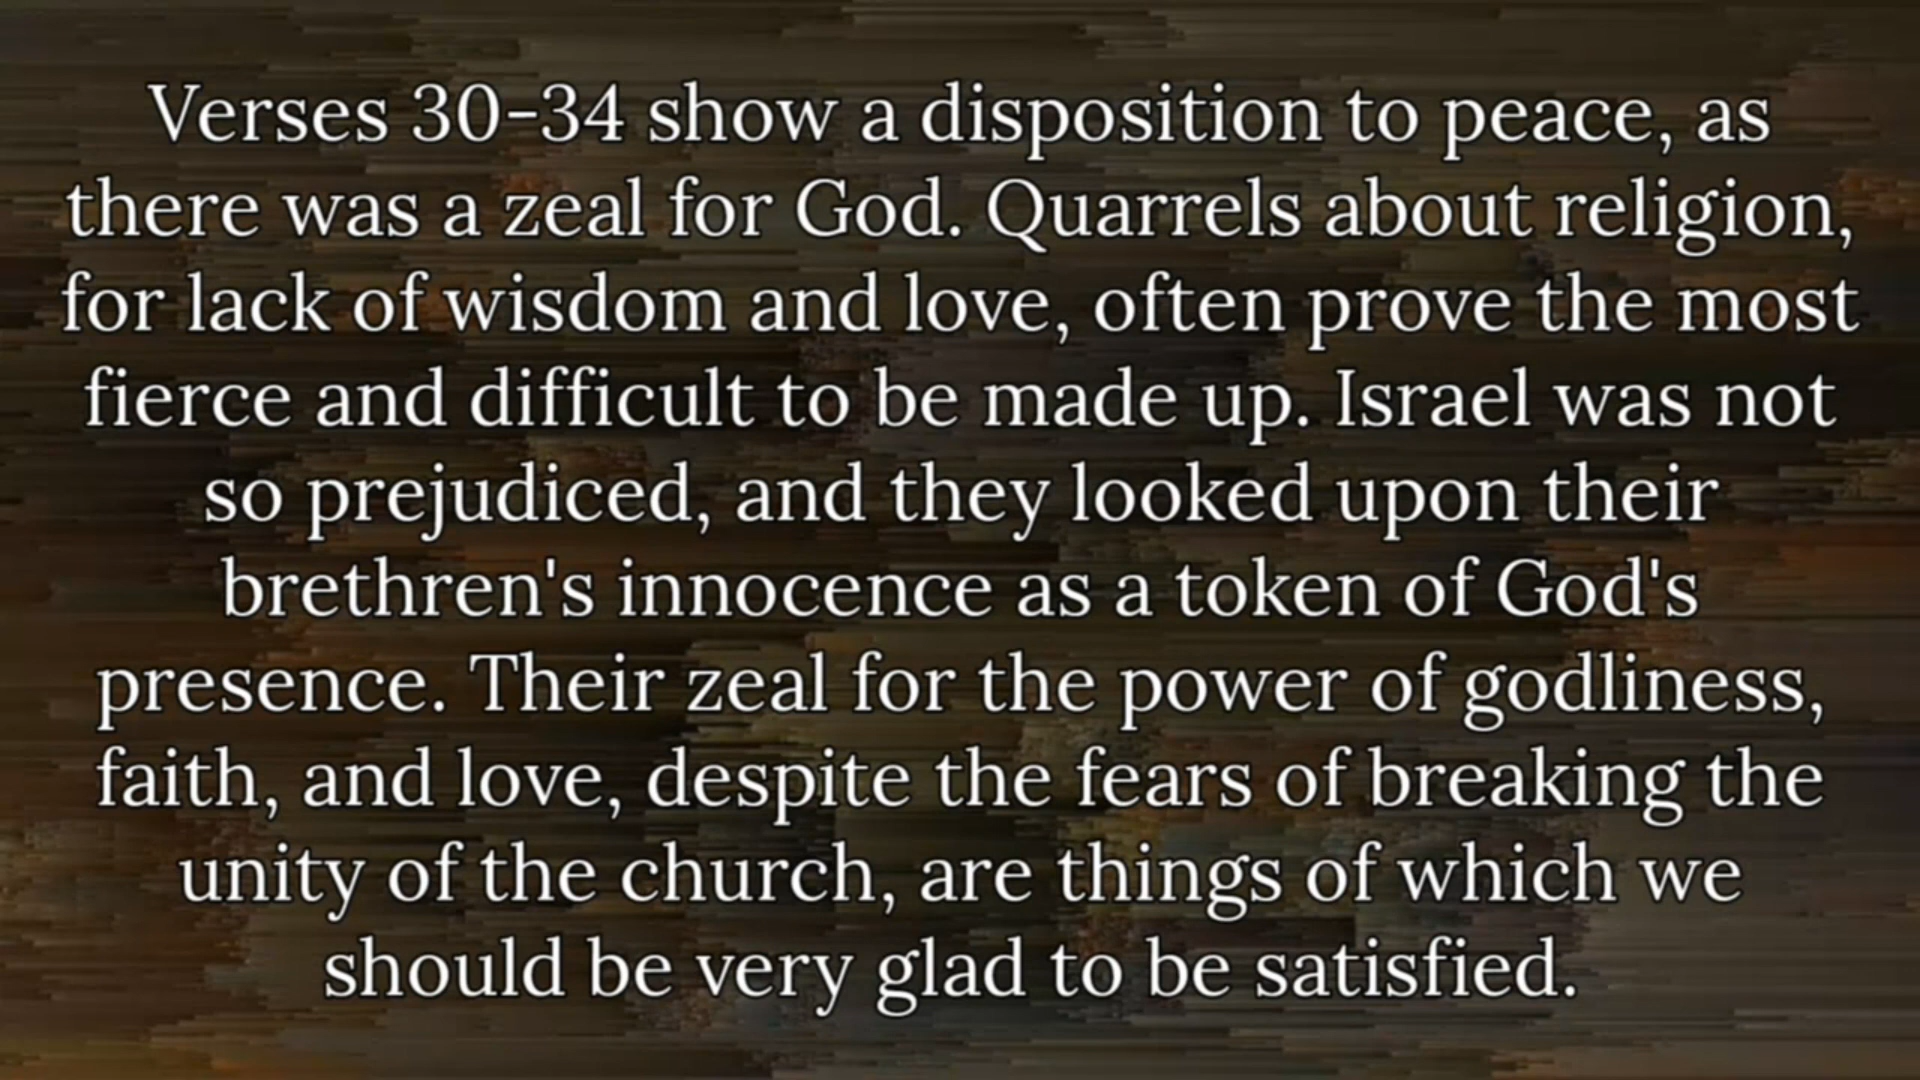 Verses 30-34 show a disposition to peace, as
there was a zeal for God. Quarrels about religion,
for lack of wisdom and love, often prove the most
fierce and difficult to be made up. Israel was not
so prejudiced, and they looked upon their
brethren's innocence as a token of God's
presence. Their zeal for the power of godliness,
faith, and love, despite the fears of breaking the
unity of the church, are things of which we
should be very glad to be satisfied.